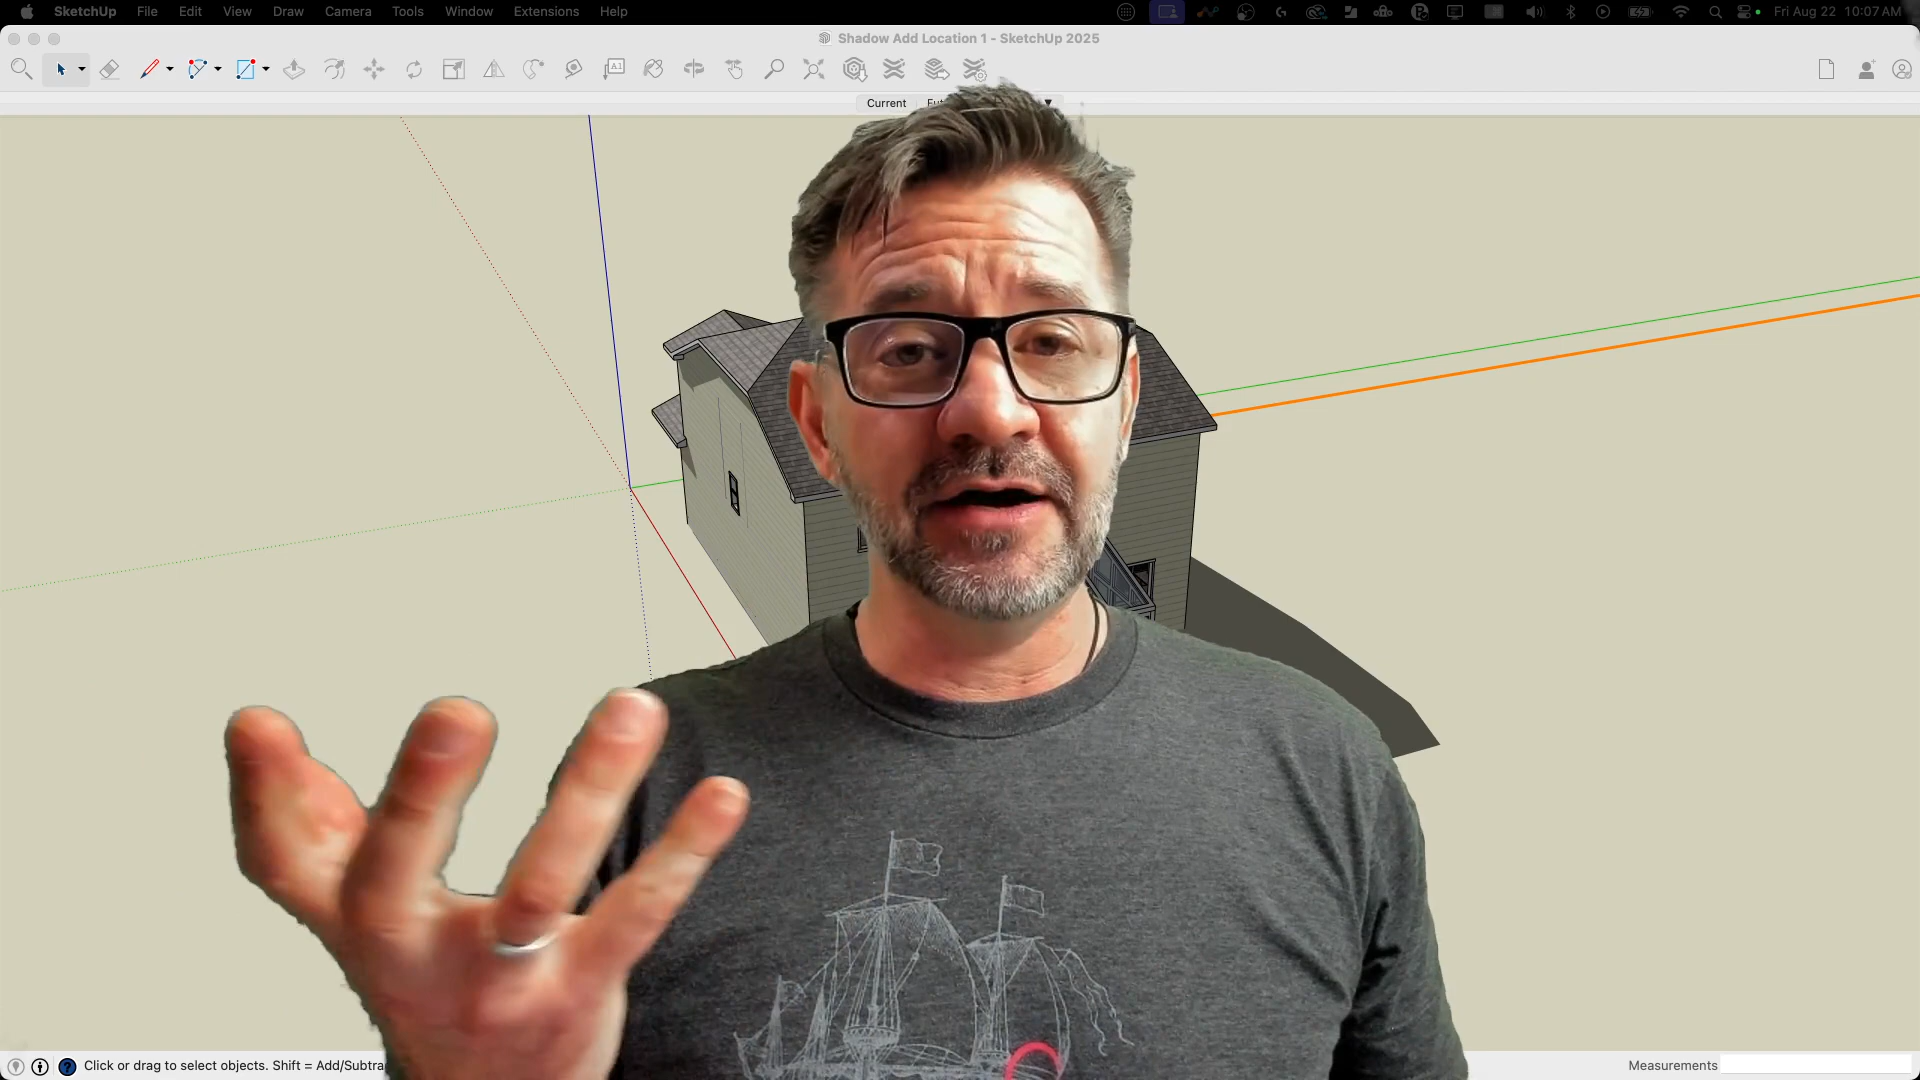 SketchUp File Edit View Draw Camera Tools Window Extensions Help Fri Aug 22 10:07 AM
Shadow Add Location 1 - SketchUp 2025
A1
Current
Click or drag to select objects. Shift = Add/Subtra
Measurements